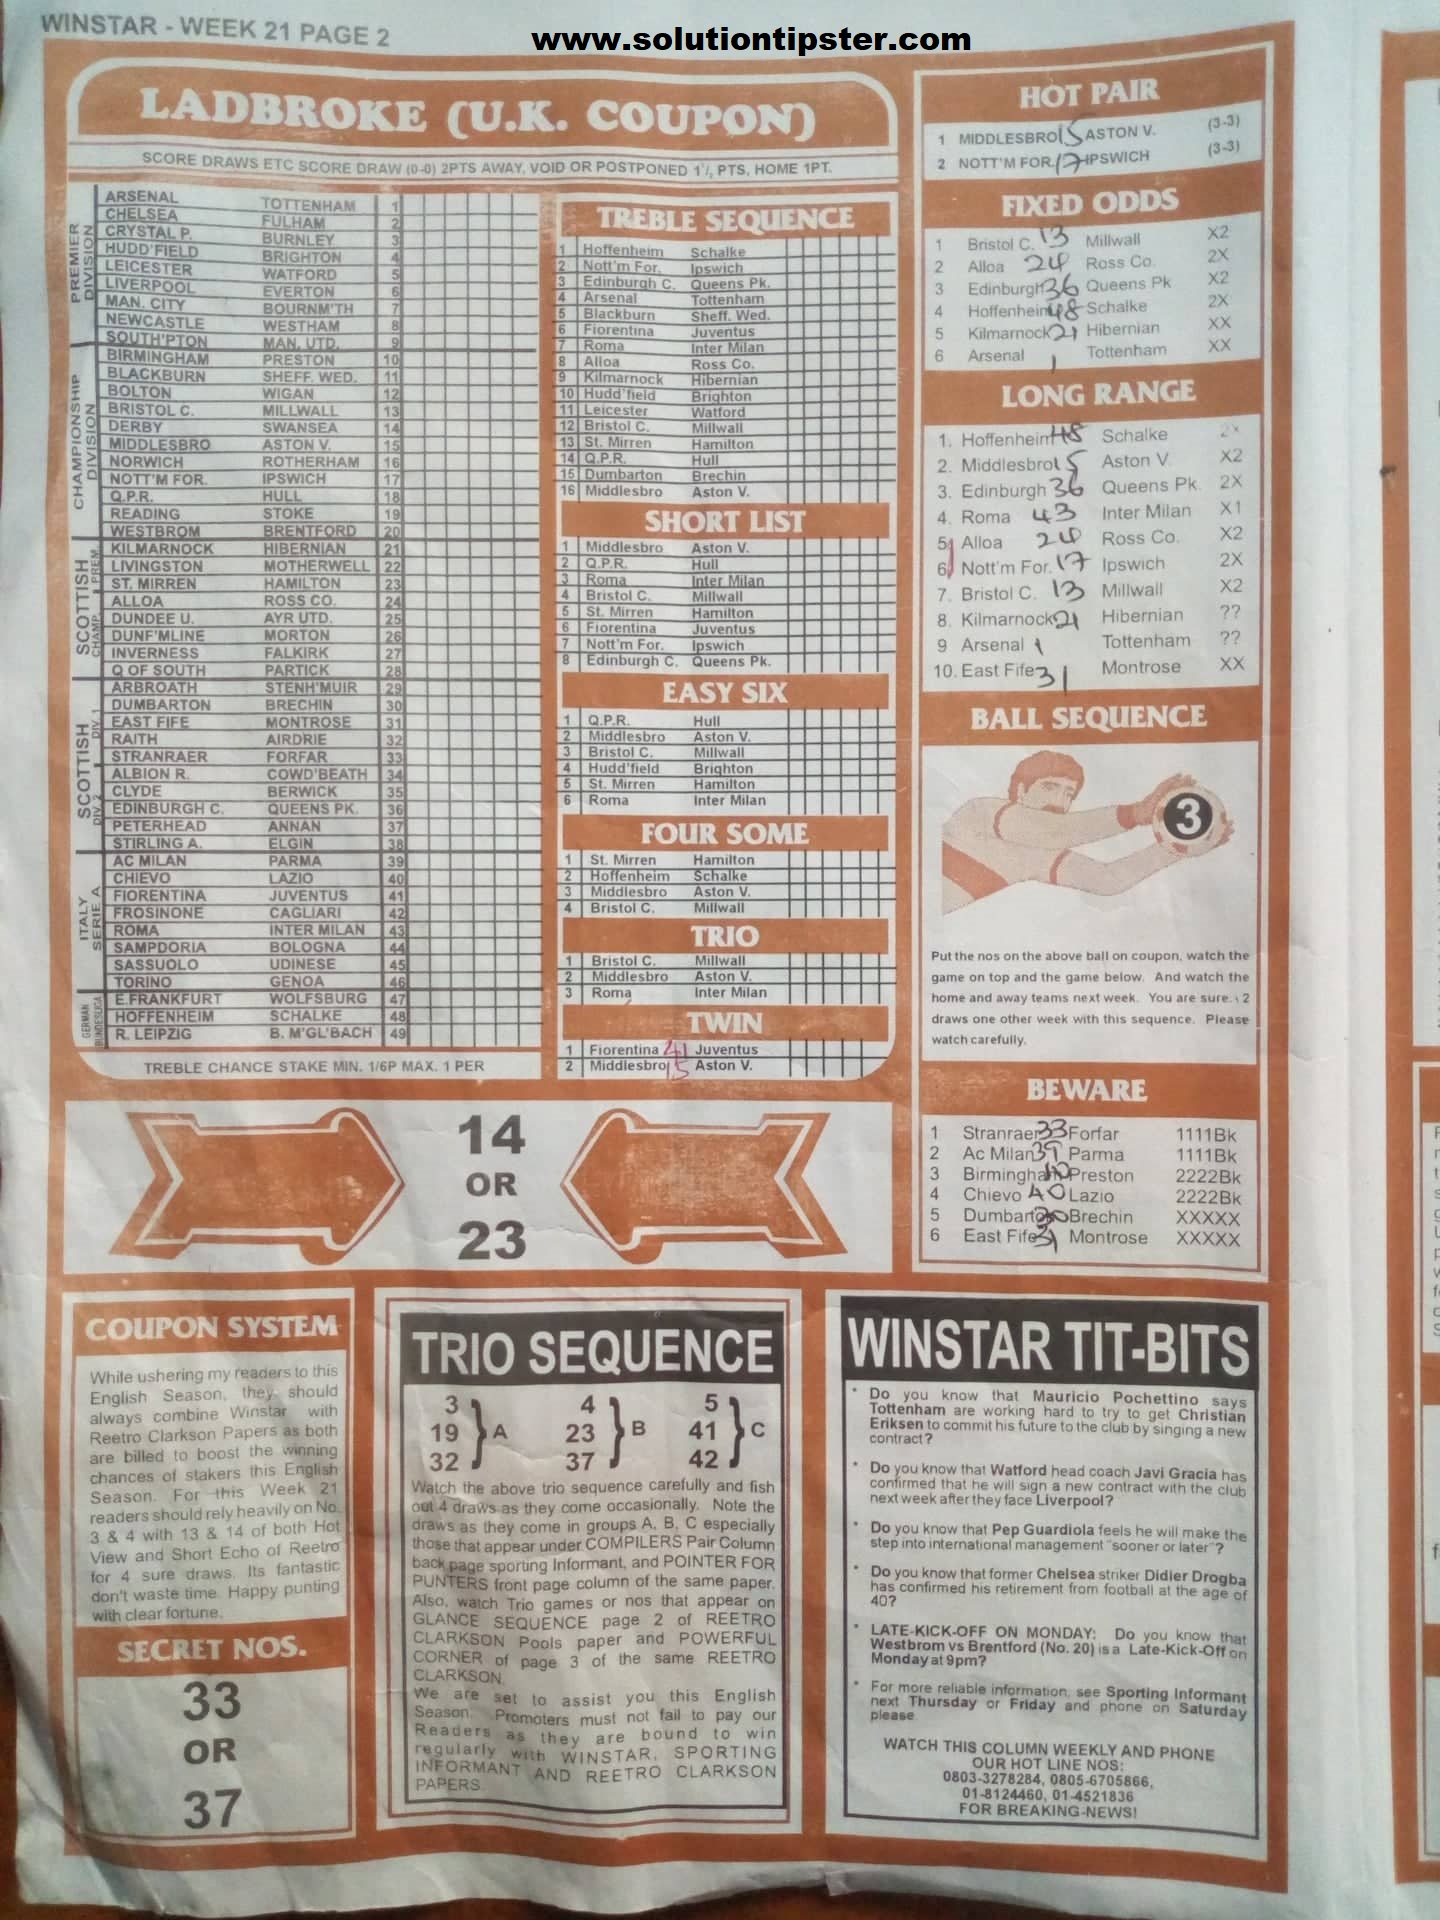 WINSTAR - WEEK 21 PAGE 2
www.solutiontipster.com
LADBROKE (U.K. COUPON)
SCORE DRAWS ETC SCORE DRAW (0-0) 2PTS AWAY, VOID OR POSTPONED 1½ PTS, HOME 1PT.
PREMIER DIVISION
ARSENAL TOTTENHAM 1
CHELSEA FULHAM 2
CRYSTAL P. BURNLEY 3
HUDD'FIELD BRIGHTON 4
LEICESTER WATFORD 5
LIVERPOOL EVERTON 6
MAN. CITY BOURNM'TH 7
NEWCASTLE WESTHAM 8
SOUTH'PTON MAN. UTD. 9
CHAMPIONSHIP DIVISION
BIRMINGHAM PRESTON 10
BLACKBURN SHEFF. WED. 11
BOLTON WIGAN 12
BRISTOL C. MILLWALL 13
DERBY SWANSEA 14
MIDDLESBRO ASTON V. 15
NORWICH ROTHERHAM 16
NOTT'M FOR. IPSWICH 17
Q.P.R. HULL 18
READING STOKE 19
WESTBROM BRENTFORD 20
SCOTTISH PREM.
KILMARNOCK HIBERNIAN 21
LIVINGSTON MOTHERWELL 22
ST. MIRREN HAMILTON 23
CHAMP.
ALLOA ROSS CO. 24
DUNDEE U. AYR UTD. 25
DUNF'MLINE MORTON 26
INVERNESS FALKIRK 27
Q OF SOUTH PARTICK 28
SCOTTISH DIV. 1
ARBROATH STENH'MUIR 29
DUMBARTON BRECHIN 30
EAST FIFE MONTROSE 31
RAITH AIRDRIE 32
STRANRAER FORFAR 33
DIV. 2
ALBION R. COWD'BEATH 34
CLYDE BERWICK 35
EDINBURGH C. QUEENS PK. 36
PETERHEAD ANNAN 37
STIRLING A. ELGIN 38
ITALY SERIE A
AC MILAN PARMA 39
CHIEVO LAZIO 40
FIORENTINA JUVENTUS 41
FROSINONE CAGLIARI 42
ROMA INTER MILAN 43
SAMPDORIA BOLOGNA 44
SASSUOLO UDINESE 45
TORINO GENOA 46
GERMAN BUNDESLIGA
E.FRANKFURT WOLFSBURG 47
HOFFENHEIM SCHALKE 48
R. LEIPZIG B. M'GL'BACH 49
TREBLE CHANCE STAKE MIN. 1/6P MAX. 1 PER
TREBLE SEQUENCE
1 Hoffenheim Schalke
2 Nott'm For. Ipswich
3 Edinburgh C. Queens Pk.
4 Arsenal Tottenham
5 Blackburn Sheff. Wed.
6 Fiorentina Juventus
7 Roma Inter Milan
8 Alloa Ross Co.
9 Kilmarnock Hibernian
10 Hudd'field Brighton
11 Leicester Watford
12 Bristol C. Millwall
13 St. Mirren Hamilton
14 Q.P.R. Hull
15 Dumbarton Brechin
16 Middlesbro Aston V.
SHORT LIST
1 Middlesbro Aston V.
2 Q.P.R. Hull
3 Roma Inter Milan
4 Bristol C. Millwall
5 St. Mirren Hamilton
6 Fiorentina Juventus
7 Nott'm For. Ipswich
8 Edinburgh C. Queens Pk.
EASY SIX
1 Q.P.R. Hull
2 Middlesbro Aston V.
3 Bristol C. Millwall
4 Hudd'field Brighton
5 St. Mirren Hamilton
6 Roma Inter Milan
FOUR SOME
1 St. Mirren Hamilton
2 Hoffenheim Schalke
3 Middlesbro Aston V.
4 Bristol C. Millwall
TRIO
1 Bristol C. Millwall
2 Middlesbro Aston V.
3 Roma Inter Milan
TWIN
1 Fiorentina 41 Juventus
2 Middlesbro 15 Aston V.
HOT PAIR
1 MIDDLESBRO 15 ASTON V. (3-3)
2 NOTT'M FOR. 17 IPSWICH (3-3)
FIXED ODDS
1 Bristol C. 13 Millwall X2
2 Alloa 24 Ross Co. 2X
3 Edinburgh 36 Queens Pk X2
4 Hoffenheim 48 Schalke 2X
5 Kilmarnock 21 Hibernian XX
6 Arsenal 1 Tottenham XX
LONG RANGE
1. Hoffenheim 48 Schalke 2X
2. Middlesbro 15 Aston V. X2
3. Edinburgh 36 Queens Pk. 2X
4. Roma 43 Inter Milan X1
5. Alloa 24 Ross Co. X2
6. Nott'm For. 17 Ipswich 2X
7. Bristol C. 13 Millwall X2
8. Kilmarnock 21 Hibernian ??
9 Arsenal 1 Tottenham ??
10. East Fife 31 Montrose XX
BALL SEQUENCE
3
Put the nos on the above ball on coupon, watch the
game on top and the game below. And watch the
home and away teams next week. You are sure. 2
draws one other week with this sequence. Please
watch carefully.
BEWARE
1 Stranraer 33 Forfar 1111Bk
2 Ac Milan 39 Parma 1111Bk
3 Birmingham 10 Preston 2222Bk
4 Chievo 40 Lazio 2222Bk
5 Dumbarton 30 Brechin XXXXX
6 East Fife 31 Montrose XXXXX
14
OR
23
COUPON SYSTEM
While ushering my readers to this
English Season, they should
always combine Winstar with
Reetro Clarkson Papers as both
are billed to boost the winning
chances of stakers this English
Season. For this Week 21
readers should rely heavily on No.
3 & 4 with 13 & 14 of both Hot
View and Short Echo of Reetro
for 4 sure draws. Its fantastic
don't waste time. Happy punting
with clear fortune.
SECRET NOS.
33
OR
37
TRIO SEQUENCE
3 4 5
19 A 23 B 41 C
32 37 42
Watch the above trio sequence carefully and fish
out 4 draws as they come occasionally. Note the
draws as they come in groups A, B, C especially
those that appear under COMPILERS Pair Column
back page sporting Informant, and POINTER FOR
PUNTERS front page column of the same paper.
Also, watch Trio games or nos that appear on
GLANCE SEQUENCE page 2 of REETRO
CLARKSON Pools paper and POWERFUL
CORNER of page 3 of the same REETRO
CLARKSON.
We are set to assist you this English
Season. Promoters must not fail to pay our
Readers as they are bound to win
regularly with WINSTAR, SPORTING
INFORMANT AND REETRO CLARKSON
PAPERS.
WINSTAR TIT-BITS
* Do you know that Mauricio Pochettino says
Tottenham are working hard to try to get Christian
Eriksen to commit his future to the club by singing a new
contract?
* Do you know that Watford head coach Javi Gracia has
confirmed that he will sign a new contract with the club
next week after they face Liverpool?
* Do you know that Pep Guardiola feels he will make the
step into international management "sooner or later"?
* Do you know that former Chelsea striker Didier Drogba
has confirmed his retirement from football at the age of
40?
* LATE-KICK-OFF ON MONDAY: Do you know that
Westbrom vs Brentford (No. 20) is a Late-Kick-Off on
Monday at 9pm?
* For more reliable information, see Sporting Informant
next Thursday or Friday and phone on Saturday
please.
WATCH THIS COLUMN WEEKLY AND PHONE
OUR HOT LINE NOS:
0803-3278284, 0805-6705866,
01-8124460, 01-4521836
FOR BREAKING-NEWS!